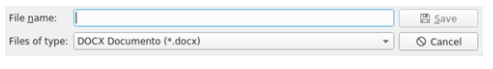 File name: Save
Files of type: DOCX Documento (*.docx) Cancel